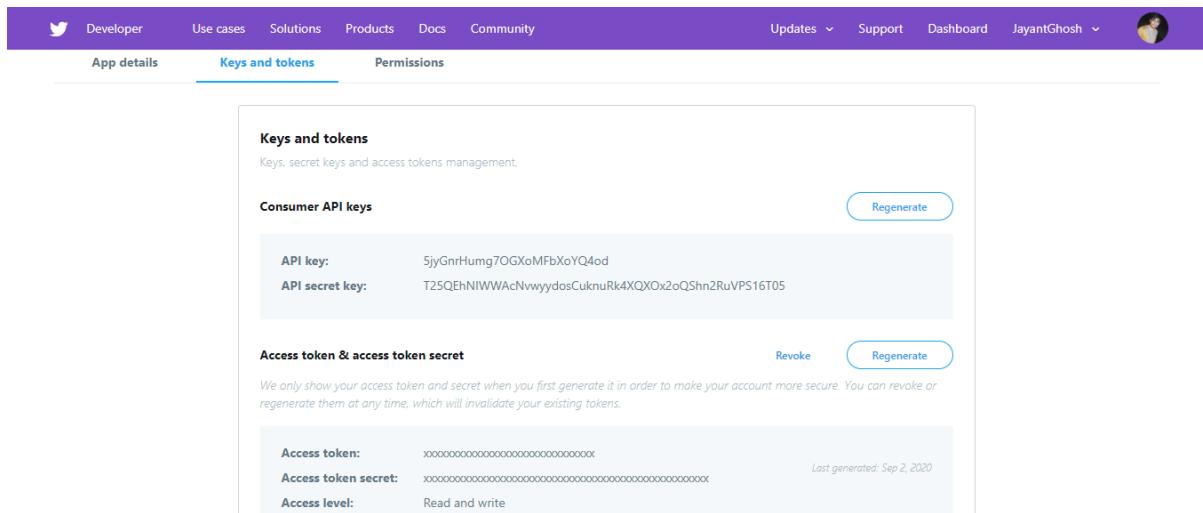 Developer Use cases Solutions Products Docs Community Updates Support Dashboard JayantGhosh
App details Keys and tokens Permissions
Keys and tokens
Keys, secret keys and access tokens management.
Consumer API keys Regenerate
API key: 5jyGnrHumg7OGXoMFbXoYQ4od
API secret key: T25QEhNIWWAcNvwyydosCuknuRk4XQXOx2oQShn2RuVPS16T05
Access token & access token secret Revoke Regenerate
We only show your access token and secret when you first generate it in order to make your account more secure. You can revoke or
regenerate them at any time, which will invalidate your existing tokens.
Access token: xxxxxxxxxxxxxxxxxxxxxxxxxxxxxx
Last generated: Sep 2, 2020
Access token secret: xxxxxxxxxxxxxxxxxxxxxxxxxxxxxxxxxxxxxxxxxxxxxxxxxx
Access level: Read and write